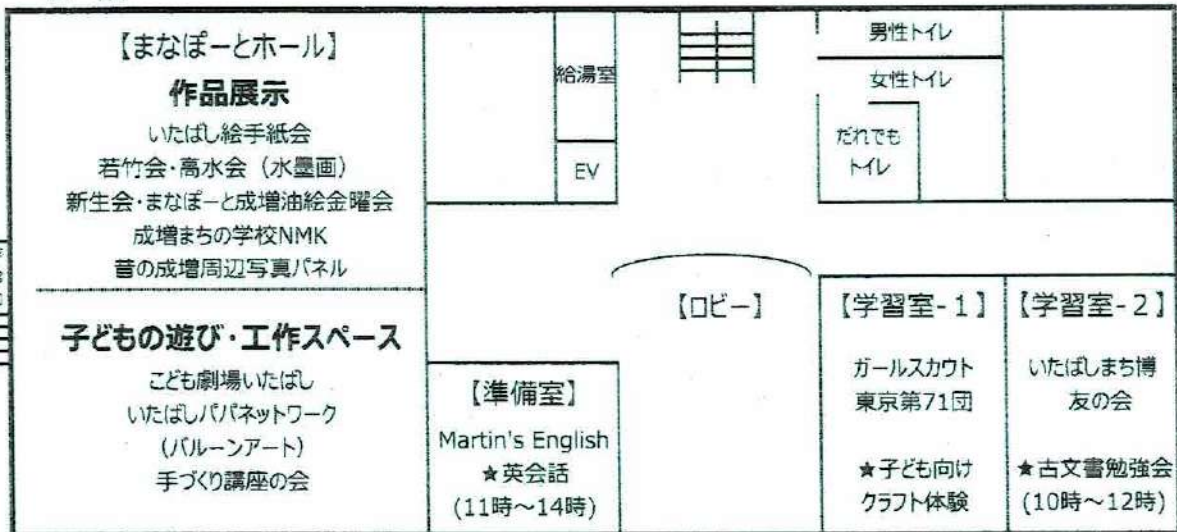 【まなぽーとホール】
作品展示
いたばし絵手紙会
若竹会・高水会（水墨画）
新生会・まなぽーと成増油絵金曜会
成増まちの学校NMK
昔の成増周辺写真パネル
子どもの遊び・工作スペース
こども劇場いたばし
いたばしパパネットワーク
(バルーンアート)
手づくり講座の会
給湯室
EV
男性トイレ
女性トイレ
だれでも
トイレ
【ロビー】
【準備室】
Martin's English
★英会話
(11時～14時)
【学習室-1】
ガールスカウト
東京第71団
★子ども向け
クラフト体験
【学習室-2】
いたばしまち博
友の会
★古文書勉強会
(10時～12時)